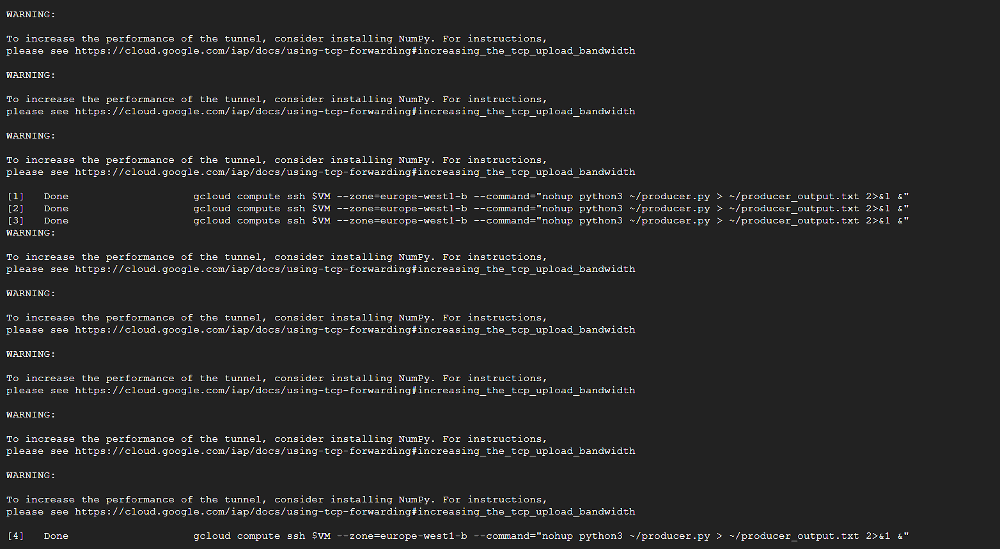 WARNING:
To increase the performance of the tunnel, consider installing NumPy. For instructions,
please see https://cloud.google.com/iap/docs/using-tcp-forwarding#increasing_the_tcp_upload_bandwidth
WARNING:
To increase the performance of the tunnel, consider installing NumPy. For instructions,
please see https://cloud.google.com/iap/docs/using-tcp-forwarding#increasing_the_tcp_upload_bandwidth
WARNING:
To increase the performance of the tunnel, consider installing NumPy. For instructions,
please see https://cloud.google.com/iap/docs/using-tcp-forwarding#increasing_the_tcp_upload_bandwidth
[1]   Done                    gcloud compute ssh $VM --zone=europe-west1-b --command="nohup python3 ~/producer.py > ~/producer_output.txt 2>&1 &"
[2]   Done                    gcloud compute ssh $VM --zone=europe-west1-b --command="nohup python3 ~/producer.py > ~/producer_output.txt 2>&1 &"
[3]   Done                    gcloud compute ssh $VM --zone=europe-west1-b --command="nohup python3 ~/producer.py > ~/producer_output.txt 2>&1 &"
WARNING:
To increase the performance of the tunnel, consider installing NumPy. For instructions,
please see https://cloud.google.com/iap/docs/using-tcp-forwarding#increasing_the_tcp_upload_bandwidth
WARNING:
To increase the performance of the tunnel, consider installing NumPy. For instructions,
please see https://cloud.google.com/iap/docs/using-tcp-forwarding#increasing_the_tcp_upload_bandwidth
WARNING:
To increase the performance of the tunnel, consider installing NumPy. For instructions,
please see https://cloud.google.com/iap/docs/using-tcp-forwarding#increasing_the_tcp_upload_bandwidth
WARNING:
To increase the performance of the tunnel, consider installing NumPy. For instructions,
please see https://cloud.google.com/iap/docs/using-tcp-forwarding#increasing_the_tcp_upload_bandwidth
WARNING:
To increase the performance of the tunnel, consider installing NumPy. For instructions,
please see https://cloud.google.com/iap/docs/using-tcp-forwarding#increasing_the_tcp_upload_bandwidth
[4]   Done                    gcloud compute ssh $VM --zone=europe-west1-b --command="nohup python3 ~/producer.py > ~/producer_output.txt 2>&1 &"